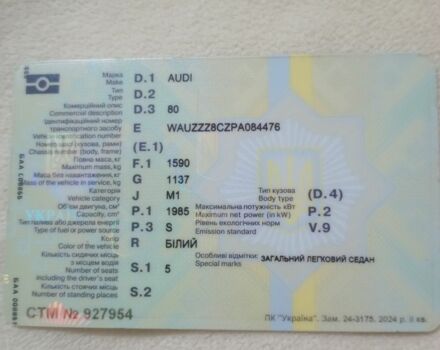 Марка
Make D.1 AUDI
Тип
Type D.2
Комерційний опис
Commercial description D.3 80
Ідентифікаційний номер
транспортного засобу E WAUZZZ8CZPA084476
Vehicle identification number
Номер шасі (кузова, рами) (E.1)
Chassis number (body, frame)
Повна маса, кг
Maximum mass, kg F.1 1590
Маса без навантаження, кг G 1137
Mass of the vehicle in service, kg
Категорія J M1 Тип кузова (D.4)
Vehicle category Body type
Об'єм двигуна, см³ P.1 1985 Максимальна потужність кВт P.2
Capacity, cm³ Maximum net power (in kW)
Тип палива або джерела енергії P.3 S Рівень екологічних норм V.9
Type of fuel or power source Emission standard
Колір R БІЛИЙ
Color of the vehicle
Кількість сидячих місць Особливі відмітки: ЗАГАЛЬНИЙ ЛЕГКОВИЙ СЕДАН
з місцем водія Special marks
Number of seats S.1 5
including the driver's seat
Кількість стоячих місць
Number of standing places S.2
СТМ № 927954
ПК "Україна". Зам. 24-3175. 2024 р. II кв.